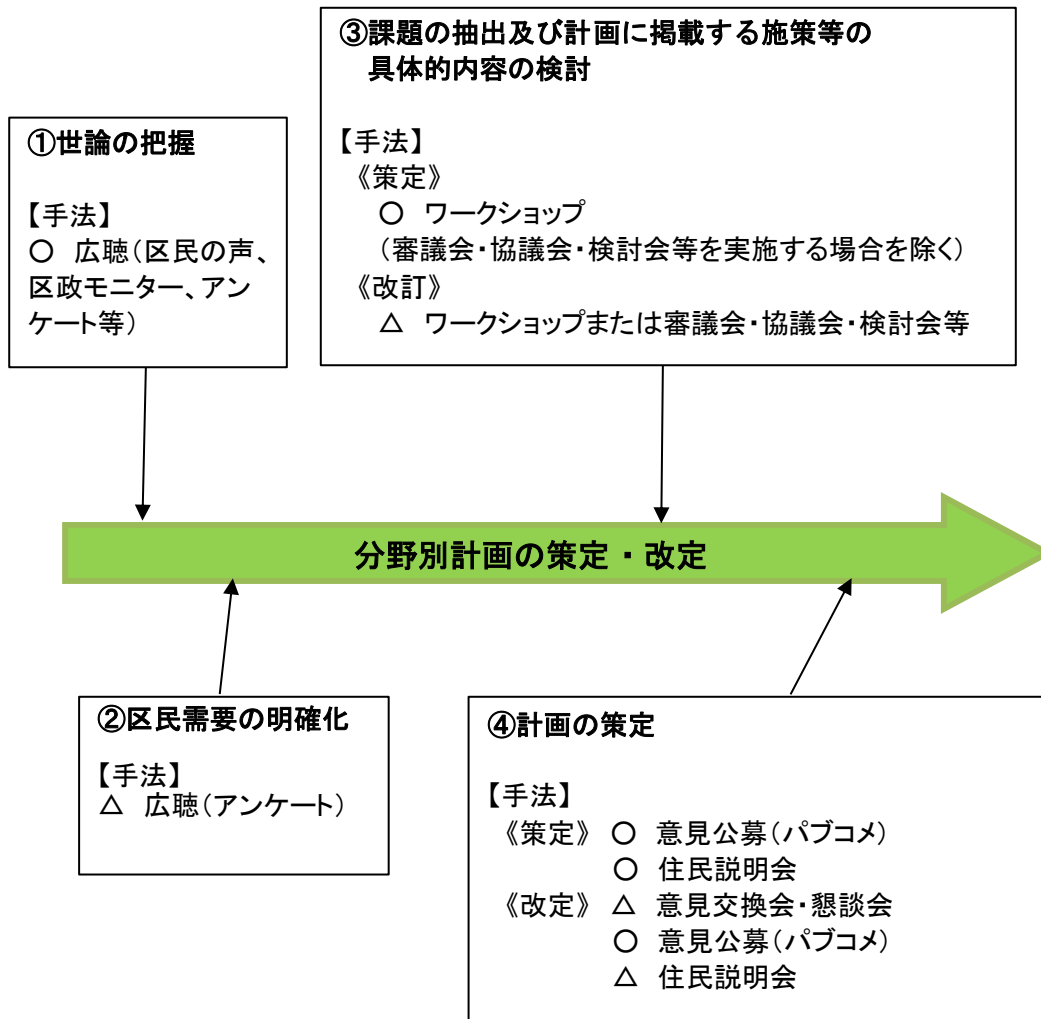 ①世論の把握
【手法】
○ 広聴(区民の声、
区政モニター、アン
ケート等)
③課題の抽出及び計画に掲載する施策等の
具体的内容の検討
【手法】
《策定》
○ ワークショップ
(審議会・協議会・検討会等を実施する場合を除く)
《改訂》
△ ワークショップまたは審議会・協議会・検討会等
分野別計画の策定・改定
②区民需要の明確化
【手法】
△ 広聴(アンケート)
④計画の策定
【手法】
《策定》 ○ 意見公募(パブコメ)
○ 住民説明会
《改定》 △ 意見交換会・懇談会
○ 意見公募(パブコメ)
△ 住民説明会